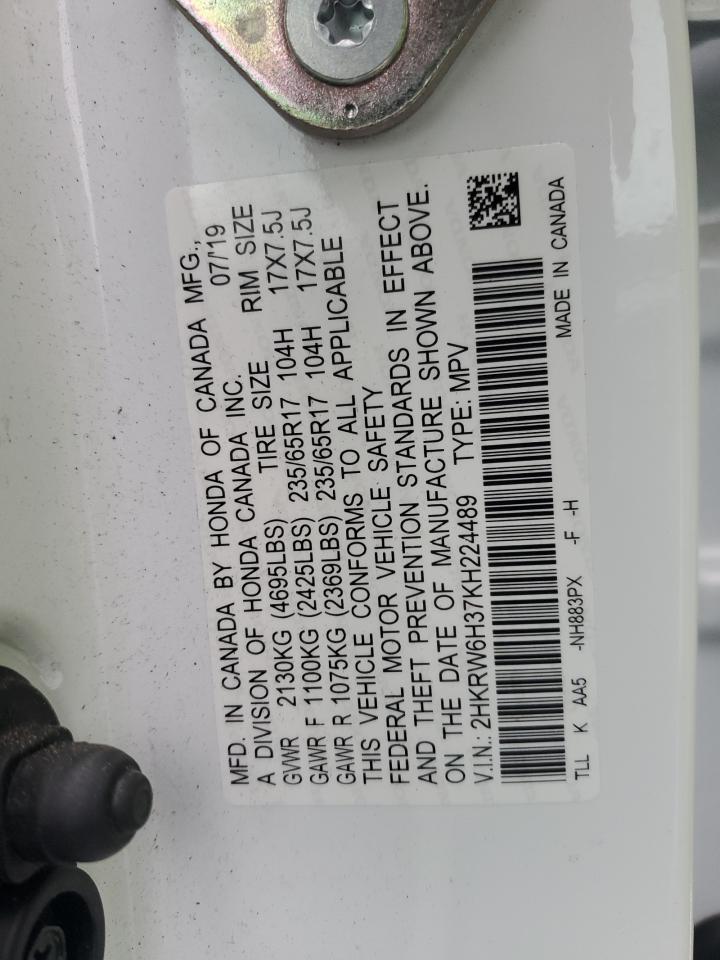 MFD. IN CANADA BY HONDA OF CANADA MFG.,
A DIVISION OF HONDA CANADA INC. 07/'19
GVWR 2130KG (4695LBS) TIRE SIZE RIM SIZE
GAWR F 1100KG (2425LBS) 235/65R17 104H 17X7.5J
GAWR R 1075KG (2369LBS) 235/65R17 104H 17X7.5J
THIS VEHICLE CONFORMS TO ALL APPLICABLE
FEDERAL MOTOR VEHICLE SAFETY
AND THEFT PREVENTION STANDARDS IN EFFECT
ON THE DATE OF MANUFACTURE SHOWN ABOVE.
V.I.N.: 2HKRW6H37KH224489 TYPE: MPV
TLL K AA5 -NH883PX -F -H MADE IN CANADA